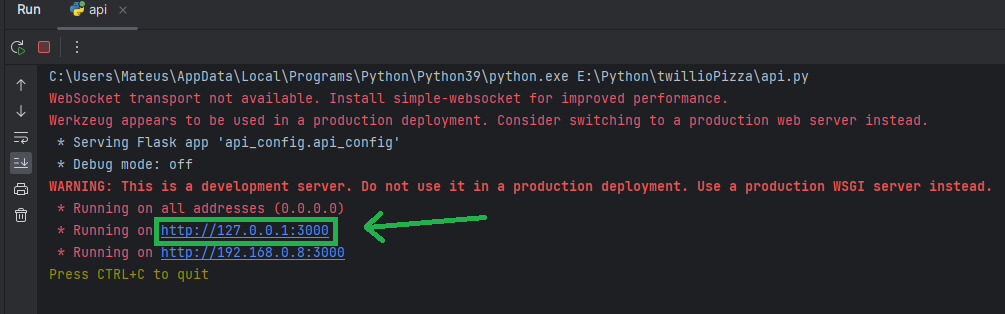 Run api
C:\Users\Mateus\AppData\Local\Programs\Python\Python39\python.exe E:\Python\twillioPizza\api.py
WebSocket transport not available. Install simple-websocket for improved performance.
Werkzeug appears to be used in a production deployment. Consider switching to a production web server instead.
* Serving Flask app 'api_config.api_config'
* Debug mode: off
WARNING: This is a development server. Do not use it in a production deployment. Use a production WSGI server instead.
* Running on all addresses (0.0.0.0)
* Running on http://127.0.0.1:3000
* Running on http://192.168.0.8:3000
Press CTRL+C to quit